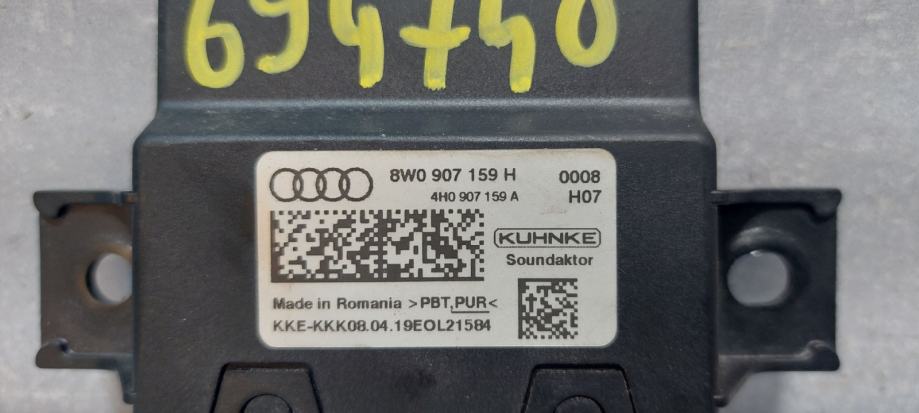 694740
8W0 907 159 H 0008
4H0 907 159 A H07
KUHNKE
Soundaktor
Made in Romania >PBT,PUR<
KKE-KKK08.04.19EOL21584